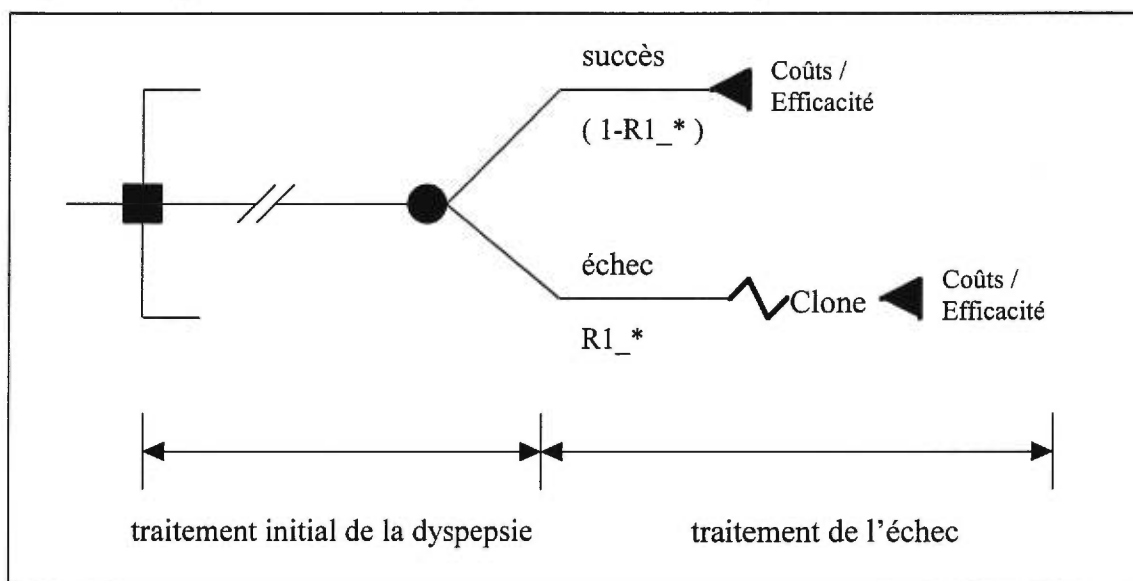 succès
Coûts /
Efficacité
( 1-R1_* )
échec
Clone
Coûts /
Efficacité
R1_*
traitement initial de la dyspepsie
traitement de l'échec